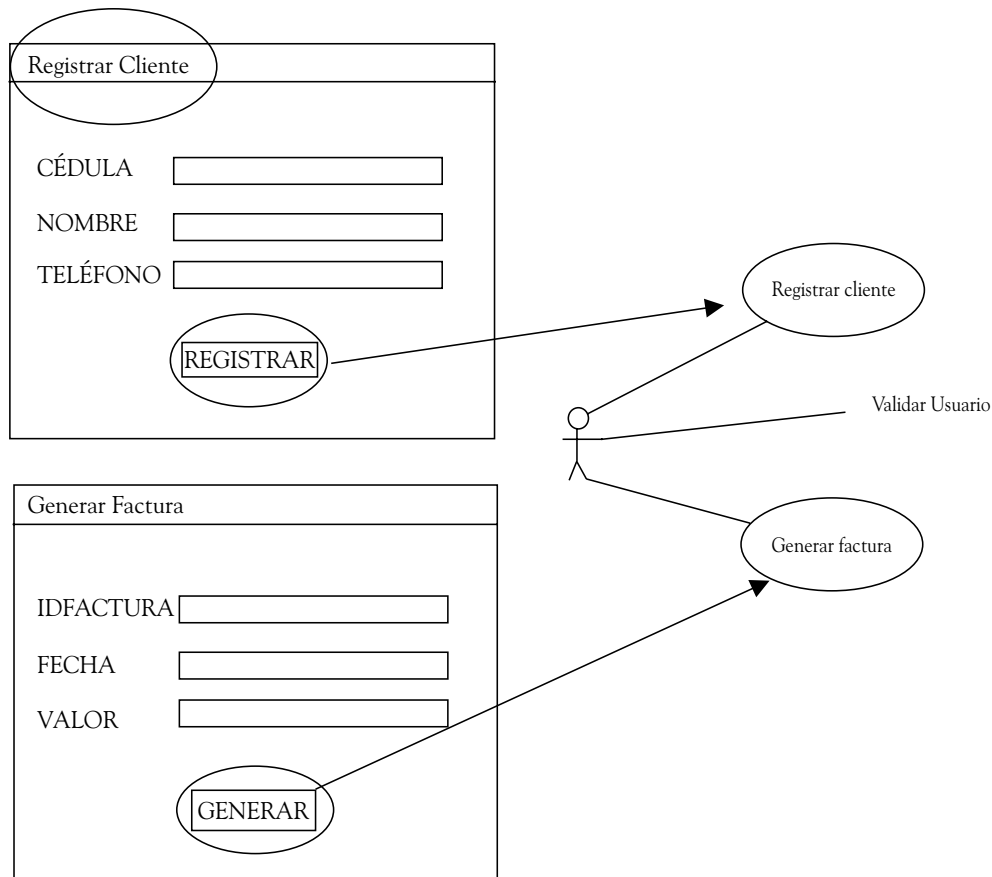 Registrar Cliente
CÉDULA
NOMBRE
TELÉFONO
REGISTRAR
Registrar cliente
Validar Usuario
Generar factura
Generar Factura
IDFACTURA
FECHA
VALOR
GENERAR